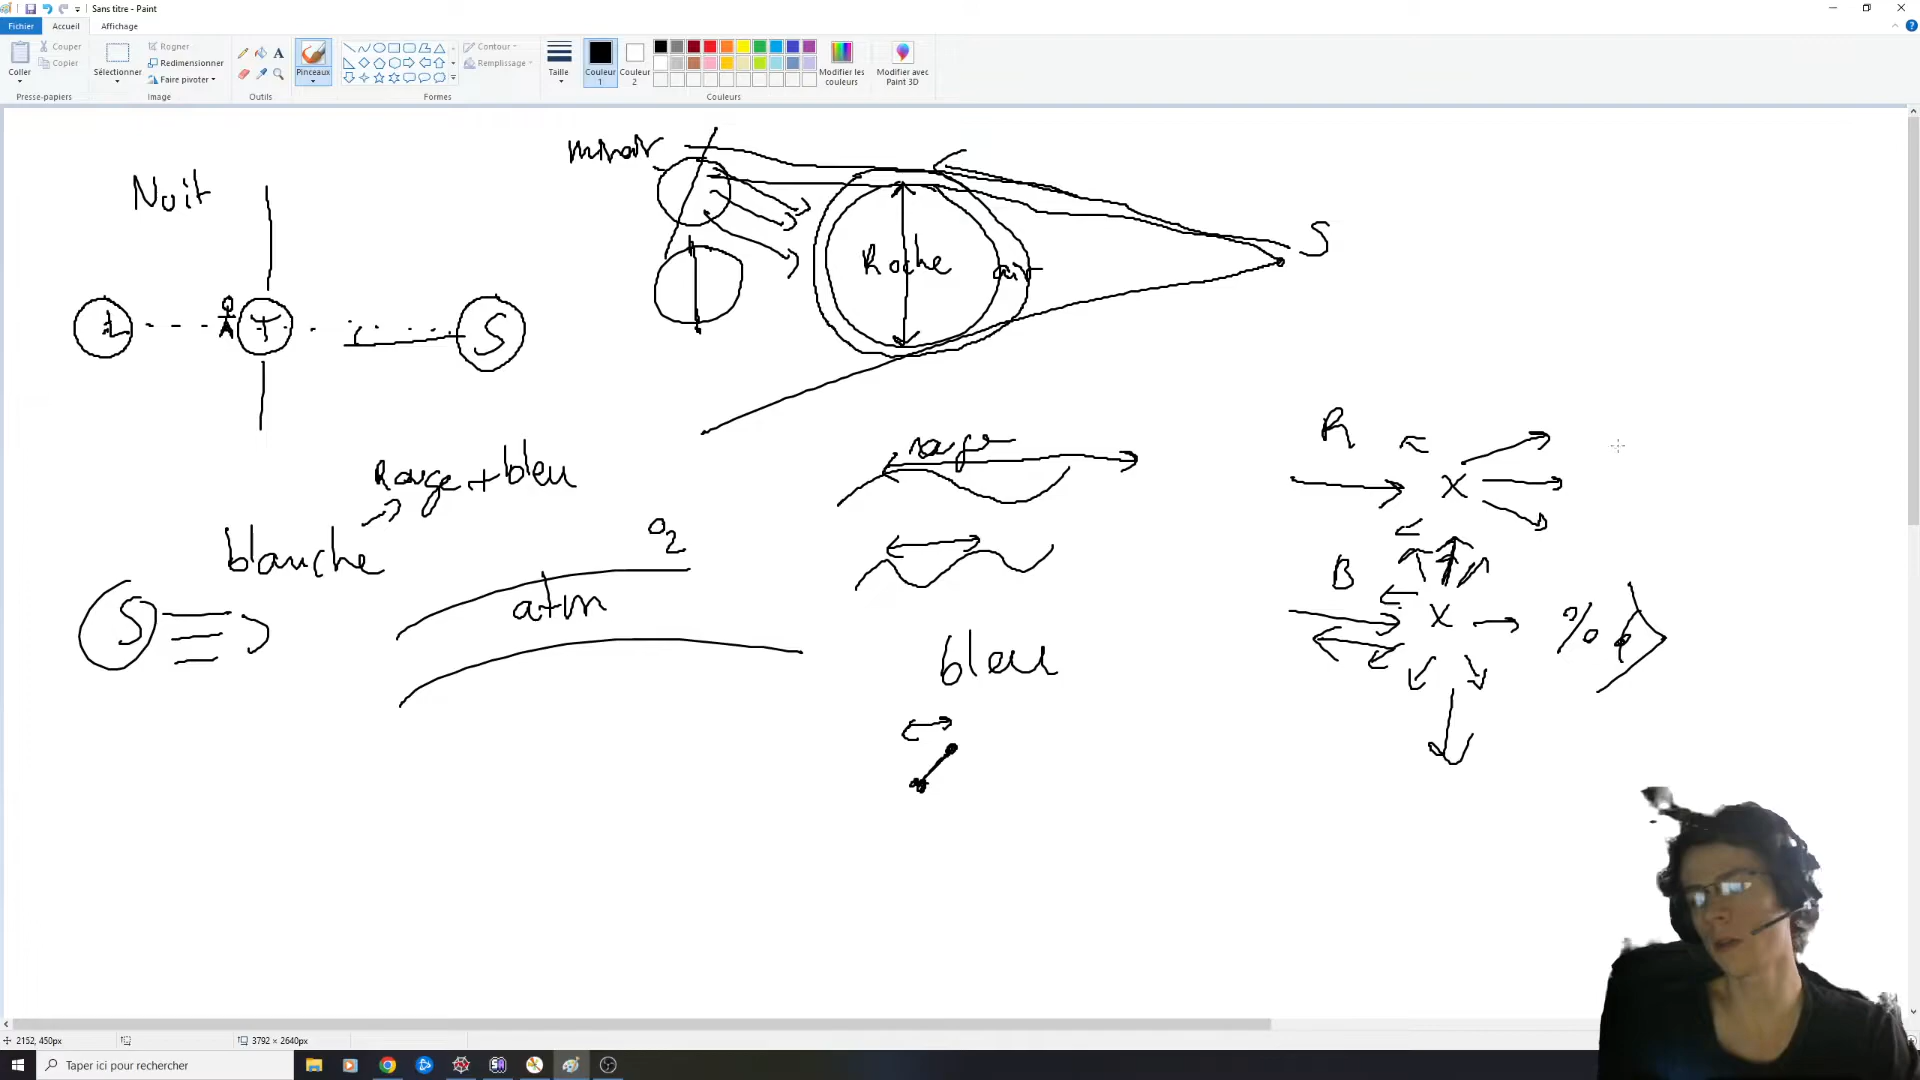 Sans titre - Paint
Fichier Accueil Affichage
Coller
Couper
Copier
Presse-papiers
Sélectionner
Rogner
Redimensionner
Faire pivoter
Image
A
Outils
Pinceaux
Contour
Remplissage
Formes
Taille
Couleur 1
Couleur 2
Modifier les couleurs
Modifier avec Paint 3D
Couleurs
Nuit
T
S
miroir
Roche
air
S
Rouge + bleu
blanche
S
O2
atm
rouge
bleu
R
X
B
X
%
2152, 450px
3792 × 2640px
Taper ici pour rechercher